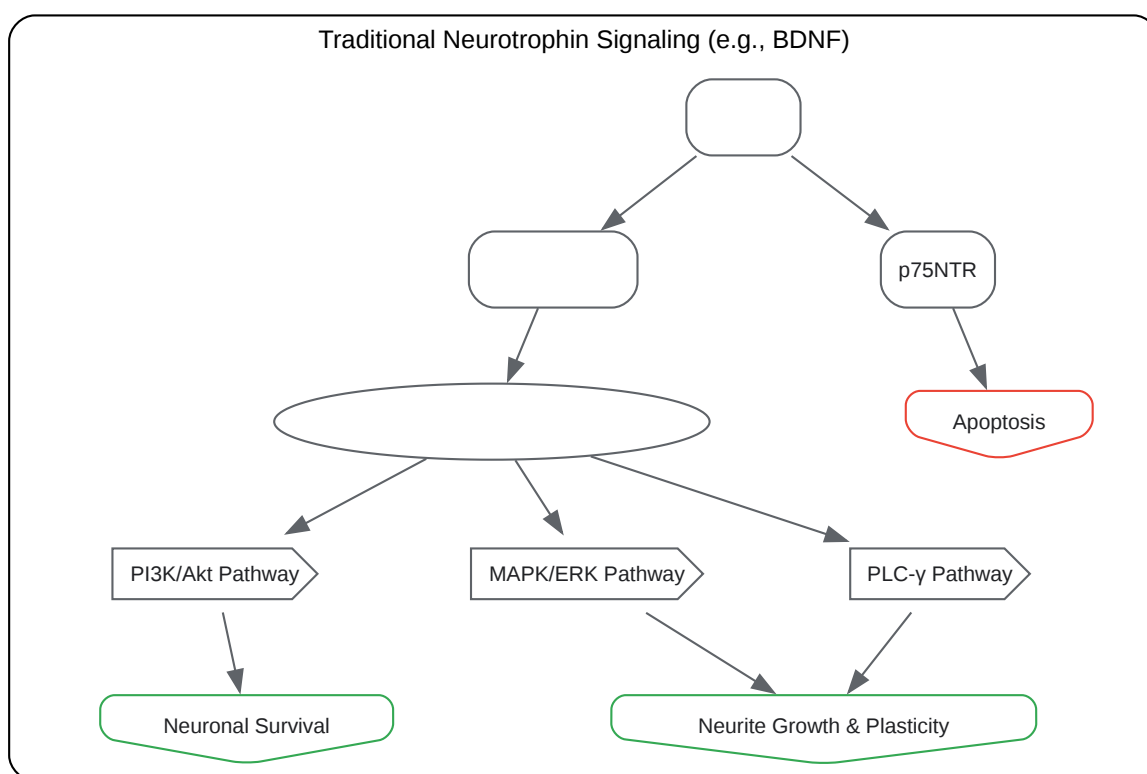 Traditional Neurotrophin Signaling (e.g., BDNF)
p75NTR
Apoptosis
PI3K/Akt Pathway
MAPK/ERK Pathway
PLC-γ Pathway
Neuronal Survival
Neurite Growth & Plasticity